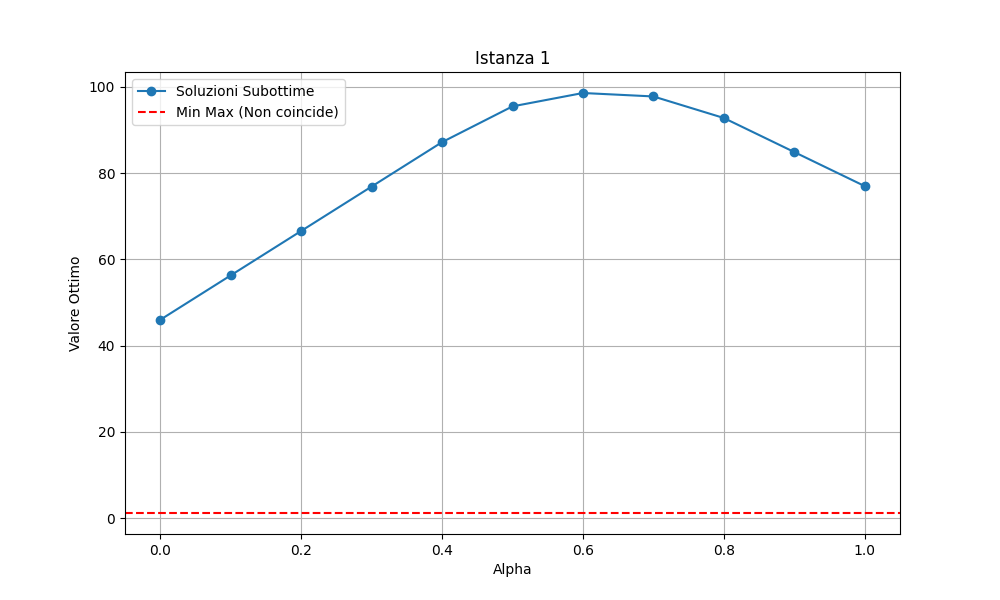 Istanza 1
Soluzioni Subottime
Min Max (Non coincide)
Valore Ottimo
100
80
60
40
20
0
0.0 0.2 0.4 0.6 0.8 1.0
Alpha